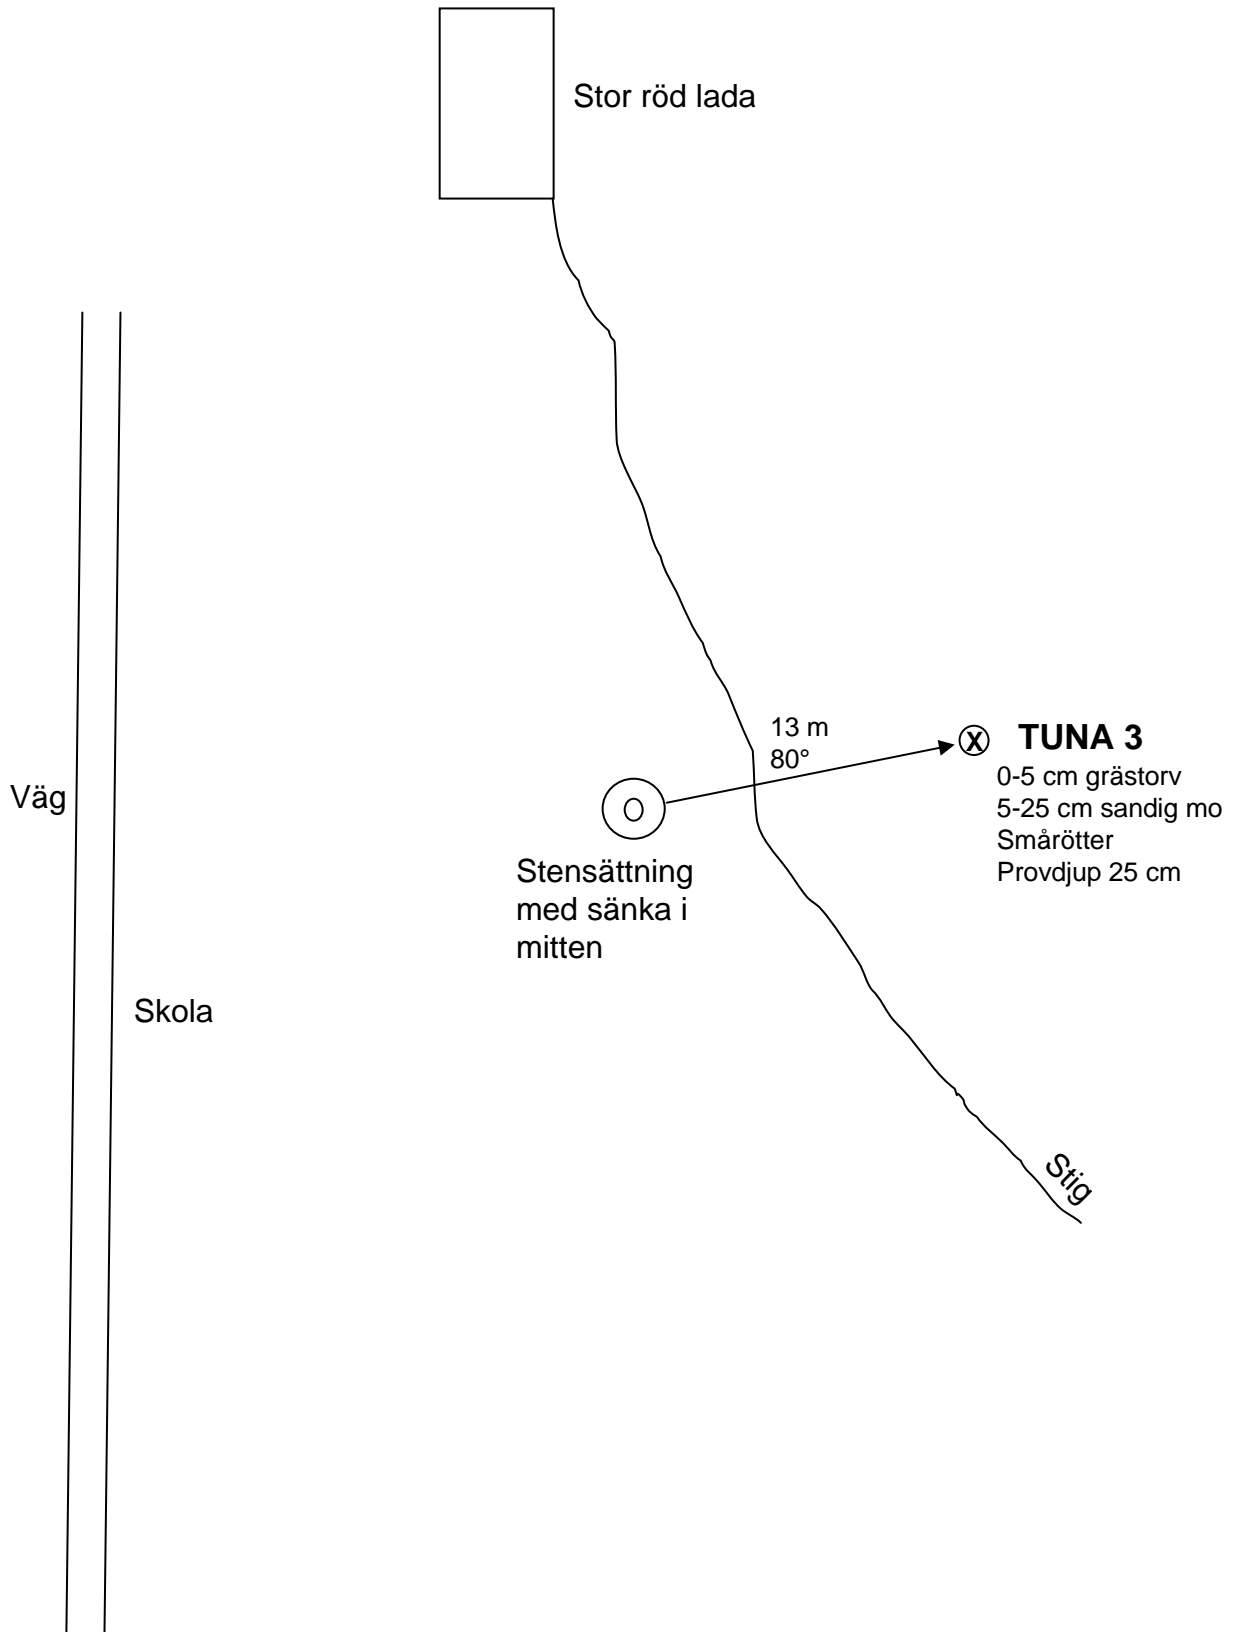 Stor röd lada
13 m
80°
X
TUNA 3
0-5 cm grästorv
5-25 cm sandig mo
Smårötter
Provdjup 25 cm
Väg
Stensättning
med sänka i
mitten
Skola
Stig